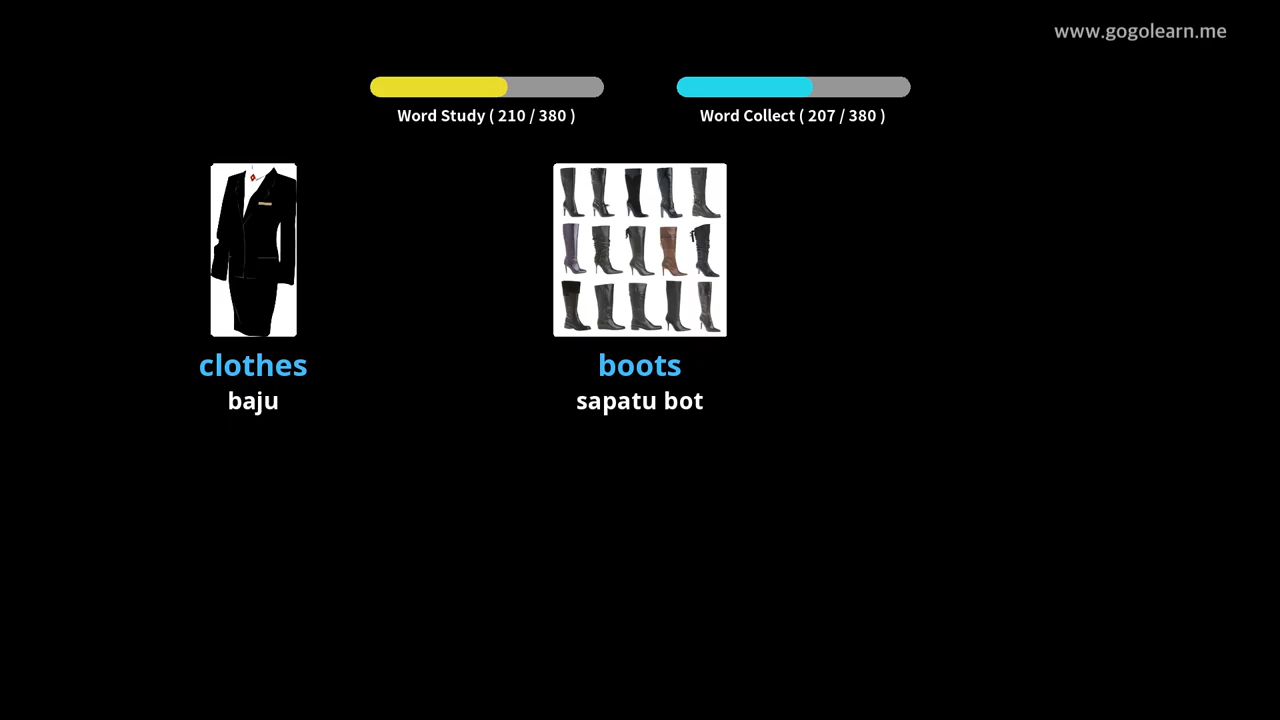 www.gogolearn.me
Word Study ( 210 / 380 )
Word Collect ( 207 / 380 )
clothes
baju
boots
sapatu bot